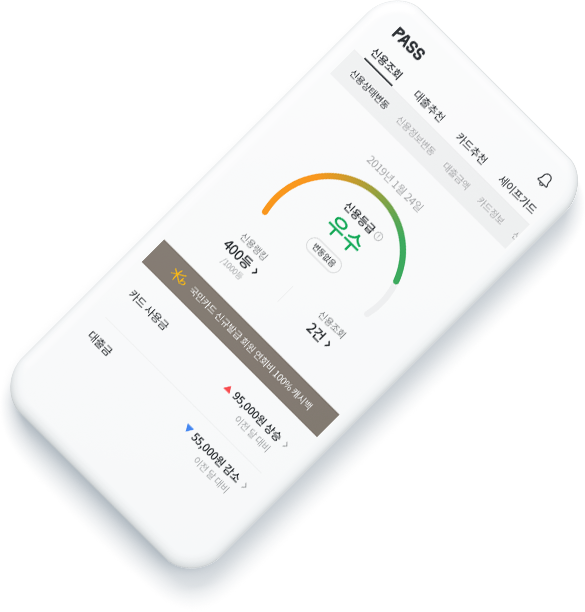 PASS
신용조회 대출추천 카드추천 세이프가드
신용상태변동 신용정보변동 대출금액 카드정보
2019년 1월 24일
신용등급
우수
변동없음
신용랭킹 신용조회
400등 > 2건 >
/1000등
국민카드 신규발급 회원 연회비 100% 캐시백
카드 사용금 ▲ 95,000원 상승 >
이전 달 대비
대출금 ▼ 55,000원 감소 >
이전 달 대비